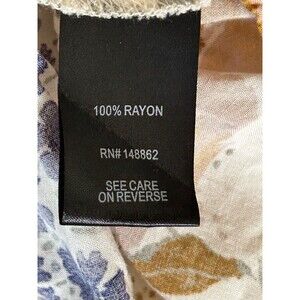 100% RAYON
RN# 148862
SEE CARE
ON REVERSE